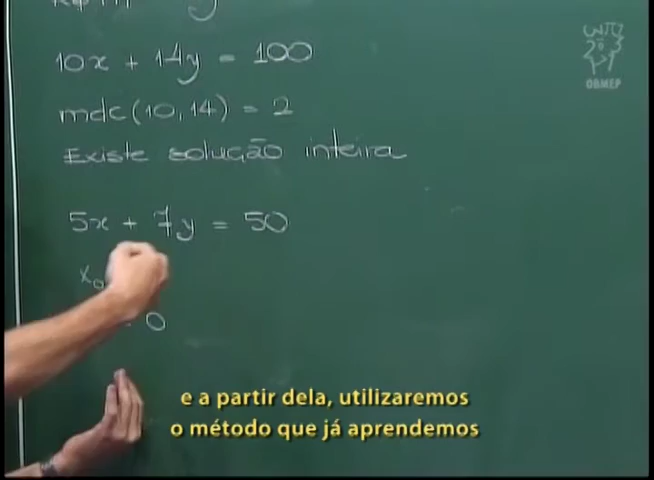 10x + 14y = 100
mdc(10,14) = 2
Existe solução inteira
5x + 7y = 50
x₀
0
e a partir dela, utilizaremos
o método que já aprendemos
OBMEP